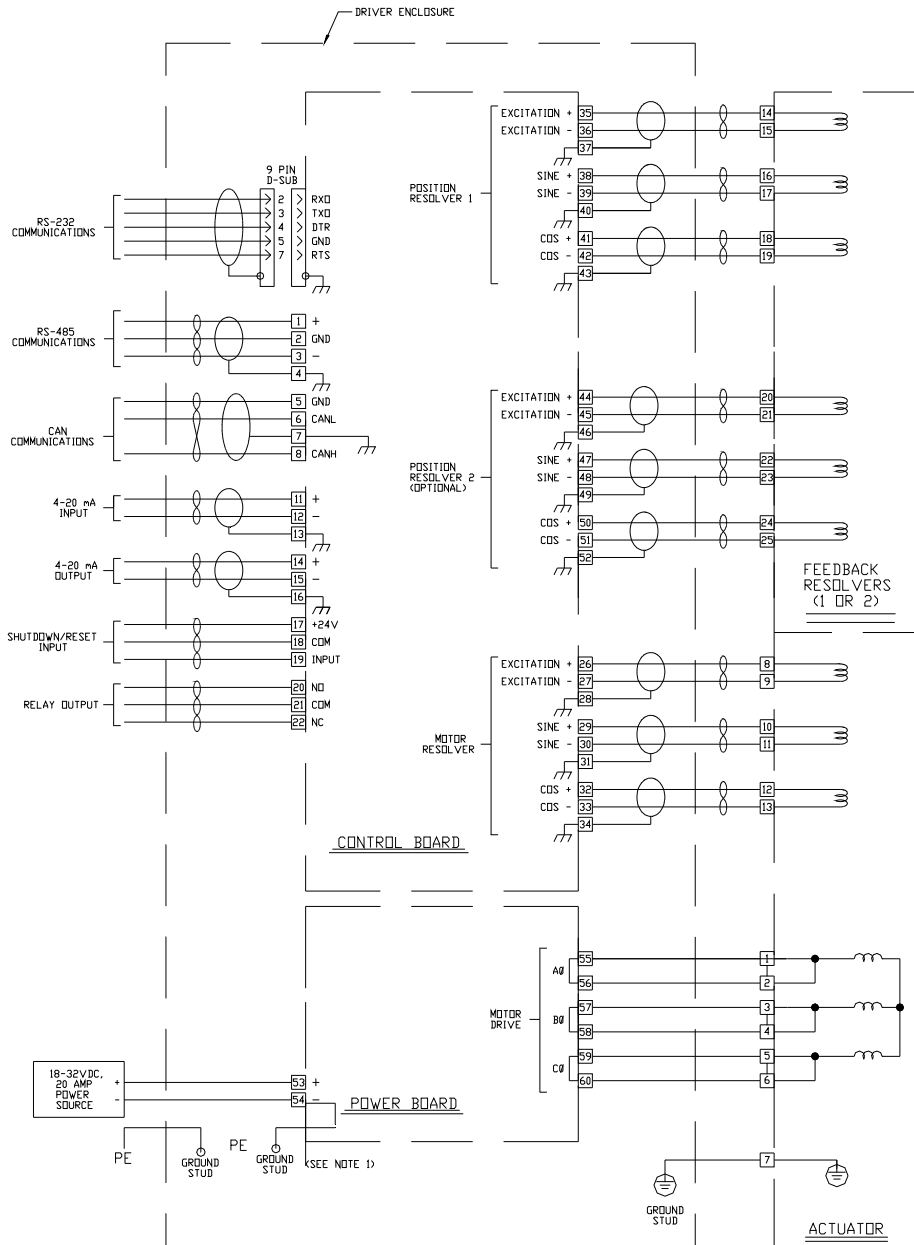 DRIVER ENCLOSURE
9 PIN
D-SUB
RS-232
COMMUNICATIONS
2 RXD
3 TXD
4 DTR
5 GND
7 RTS
RS-485
COMMUNICATIONS
1 +
2 GND
3 -
4
CAN
COMMUNICATIONS
5 GND
6 CANL
7
8 CANH
4-20 mA
INPUT
11 +
12 -
13
4-20 mA
OUTPUT
14 +
15 -
16
SHUTDOWN/RESET
INPUT
17 +24V
18 COM
19 INPUT
RELAY OUTPUT
20 NO
21 COM
22 NC
POSITION
RESOLVER 1
EXCITATION + 35 14
EXCITATION - 36 15
37
SINE + 38 16
SINE - 39 17
40
COS + 41 18
COS - 42 19
43
POSITION
RESOLVER 2
(OPTIONAL)
EXCITATION + 44 20
EXCITATION - 45 21
46
SINE + 47 22
SINE - 48 23
49
COS + 50 24
COS - 51 25
52
FEEDBACK
RESOLVERS
(1 OR 2)
MOTOR
RESOLVER
EXCITATION + 26 8
EXCITATION - 27 9
28
SINE + 29 10
SINE - 30 11
31
COS + 32 12
COS - 33 13
34
CONTROL BOARD
MOTOR
DRIVE
AØ
55 1
56 2
BØ
57 3
58 4
CØ
59 5
60 6
18-32VDC,
20 AMP
POWER
SOURCE
+ 53 +
- 54 -
POWER BOARD
PE
GROUND
STUD
PE
GROUND
STUD
(SEE NOTE 1)
7
GROUND
STUD
ACTUATOR